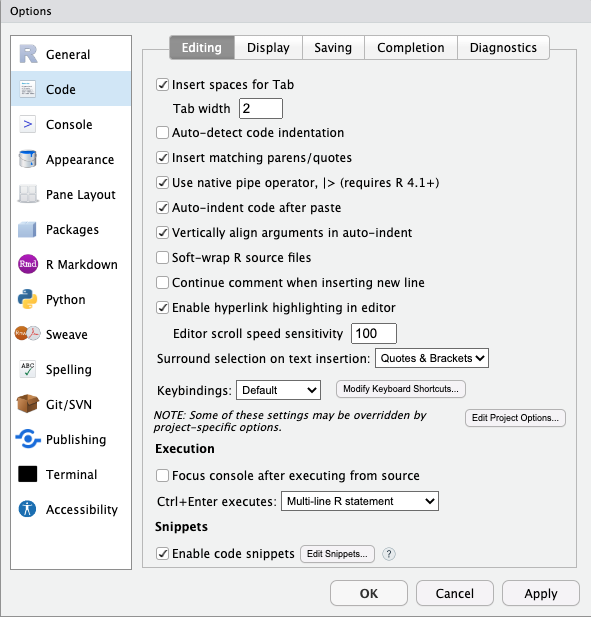 Options
R General
Code
> Console
Appearance
Pane Layout
Packages
Rmd R Markdown
Python
Rnw Sweave
ABC Spelling
Git/SVN
Publishing
Terminal
Accessibility
Editing Display Saving Completion Diagnostics
Insert spaces for Tab
Tab width 2
Auto-detect code indentation
Insert matching parens/quotes
Use native pipe operator, |> (requires R 4.1+)
Auto-indent code after paste
Vertically align arguments in auto-indent
Soft-wrap R source files
Continue comment when inserting new line
Enable hyperlink highlighting in editor
Editor scroll speed sensitivity 100
Surround selection on text insertion: Quotes & Brackets
Keybindings: Default Modify Keyboard Shortcuts...
NOTE: Some of these settings may be overridden by
project-specific options.
Edit Project Options...
Execution
Focus console after executing from source
Ctrl+Enter executes: Multi-line R statement
Snippets
Enable code snippets Edit Snippets... ?
OK Cancel Apply